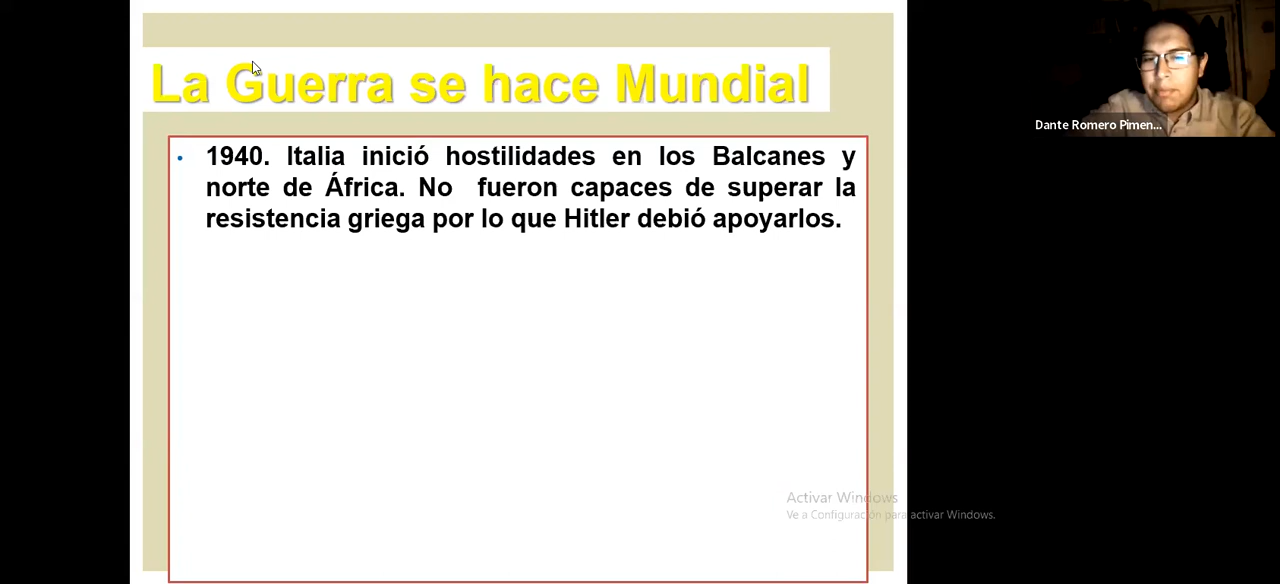 La Guerra se hace Mundial
• 1940. Italia inició hostilidades en los Balcanes y
norte de África. No fueron capaces de superar la
resistencia griega por lo que Hitler debió apoyarlos.
Dante Romero Pimen...
Activar Windows
Ve a Configuración para activar Windows.